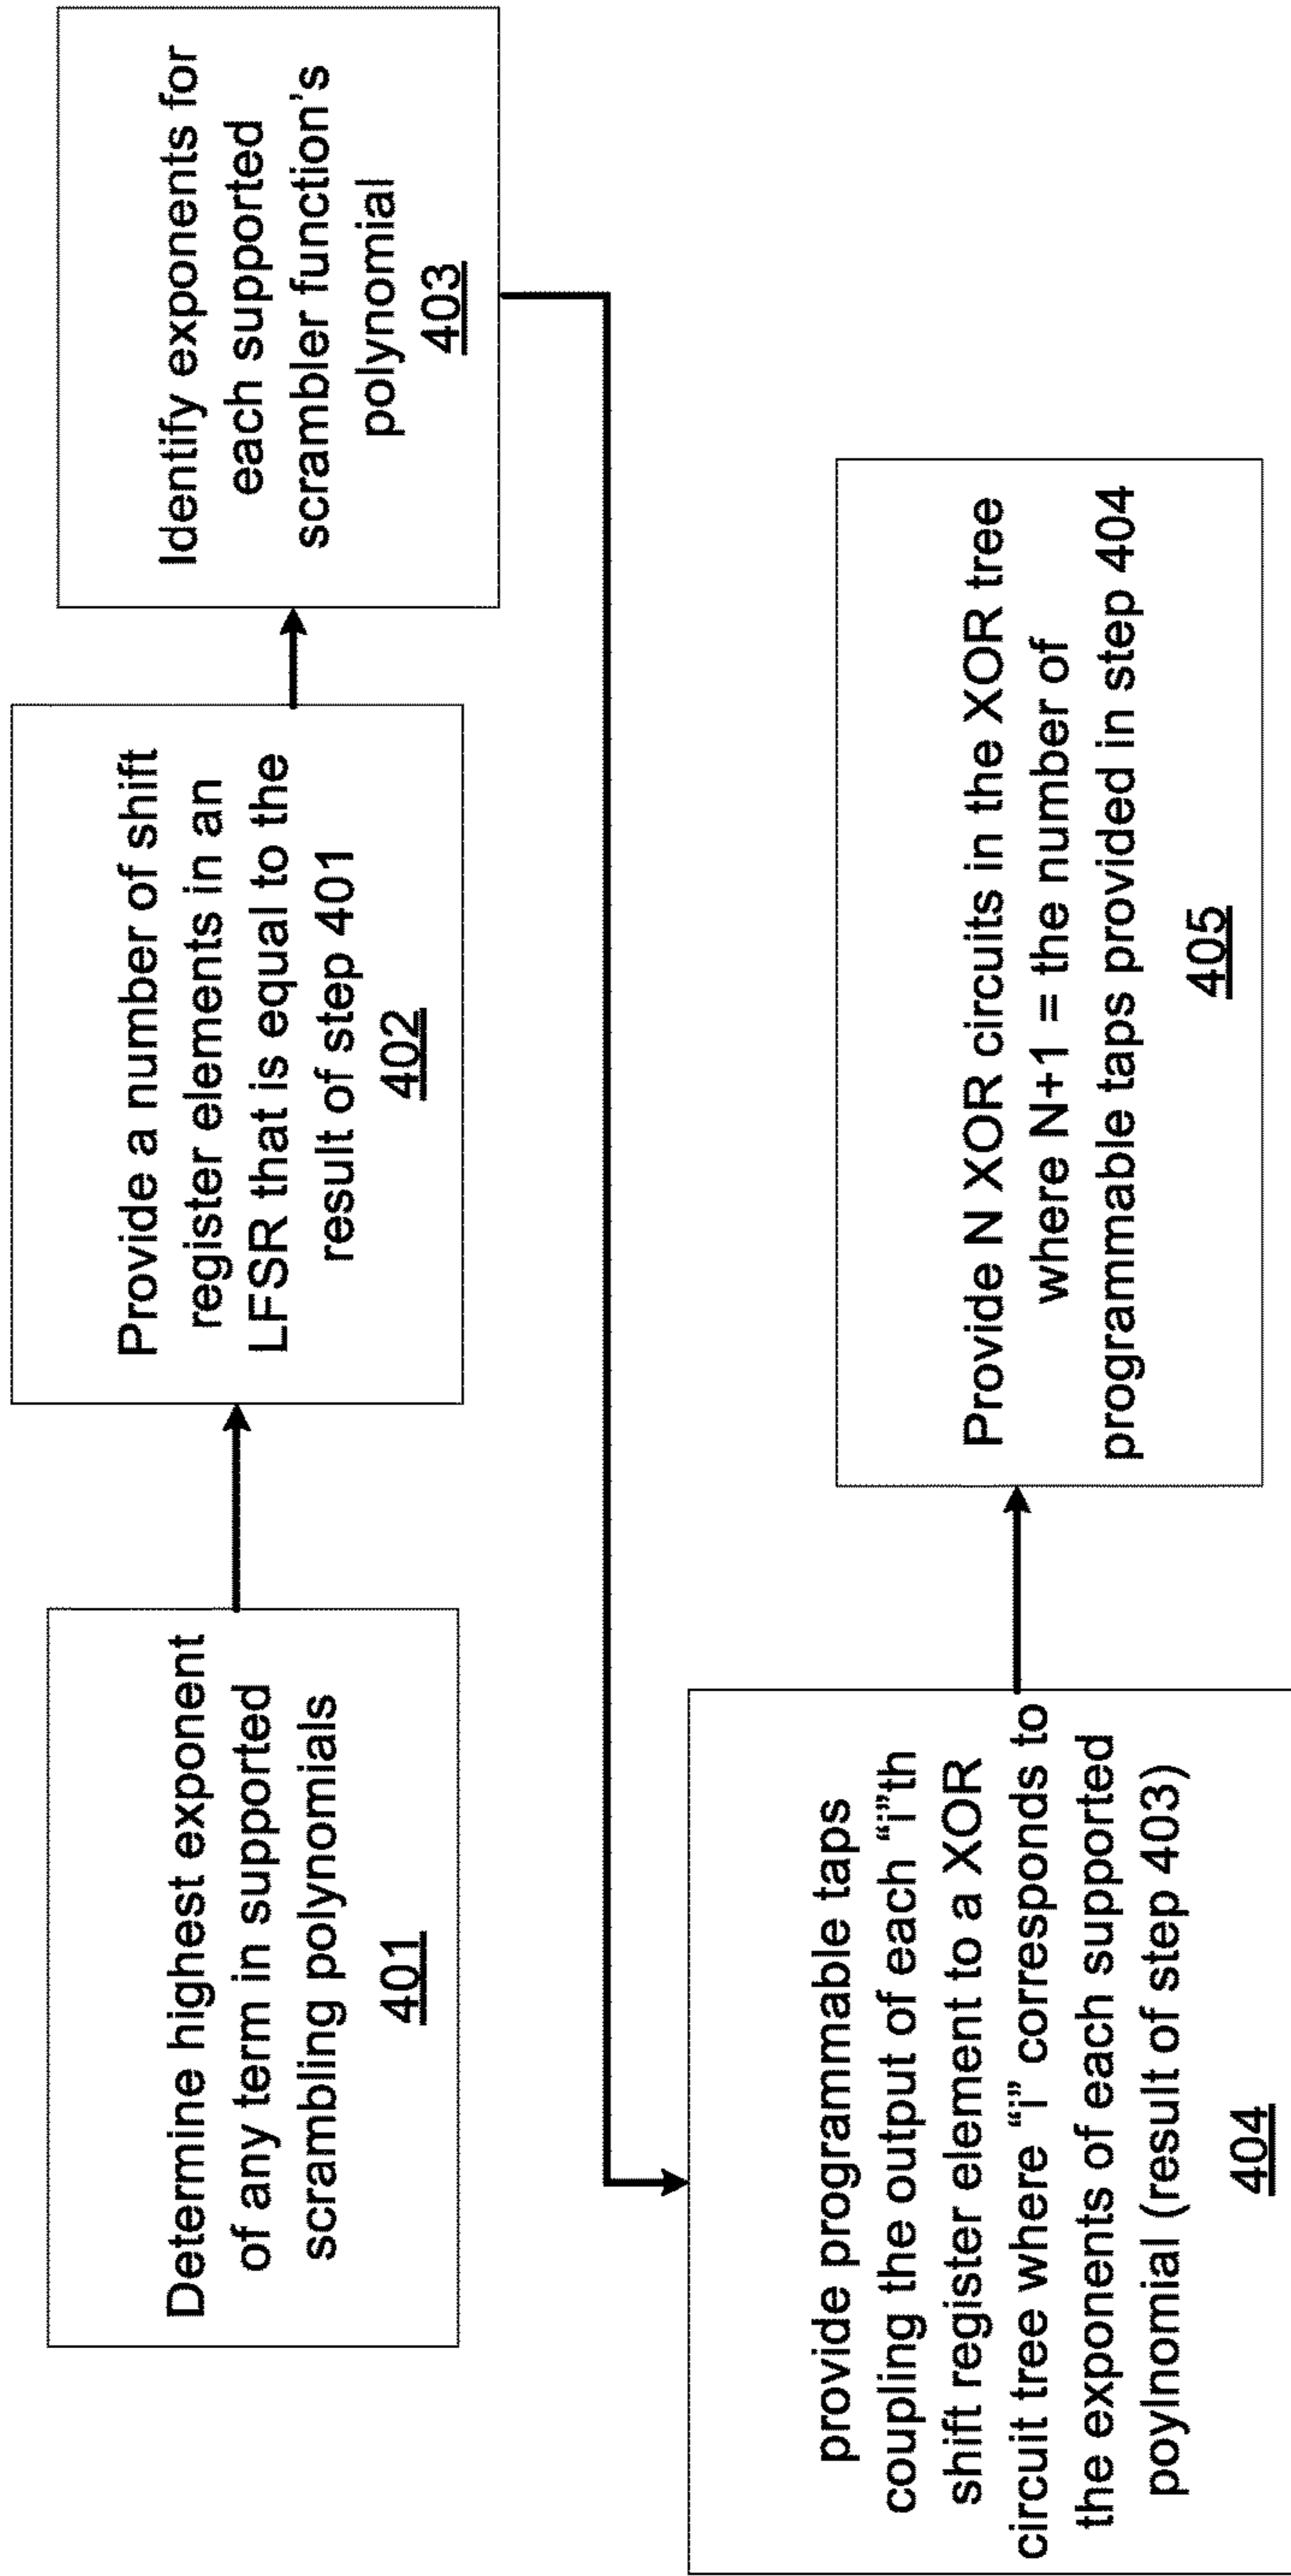 Determine highest exponent
of any term in supported
scrambling polynomials
401
Provide a number of shift
register elements in an
LFSR that is equal to the
result of step 401
402
Identify exponents for
each supported
scrambler function's
polynomial
403
provide programmable taps
coupling the output of each “i”th
shift register element to a XOR
circuit tree where “i” corresponds to
the exponents of each supported
poylnomial (result of step 403)
404
Provide N XOR circuits in the XOR tree
where N+1 = the number of
programmable taps provided in step 404
405